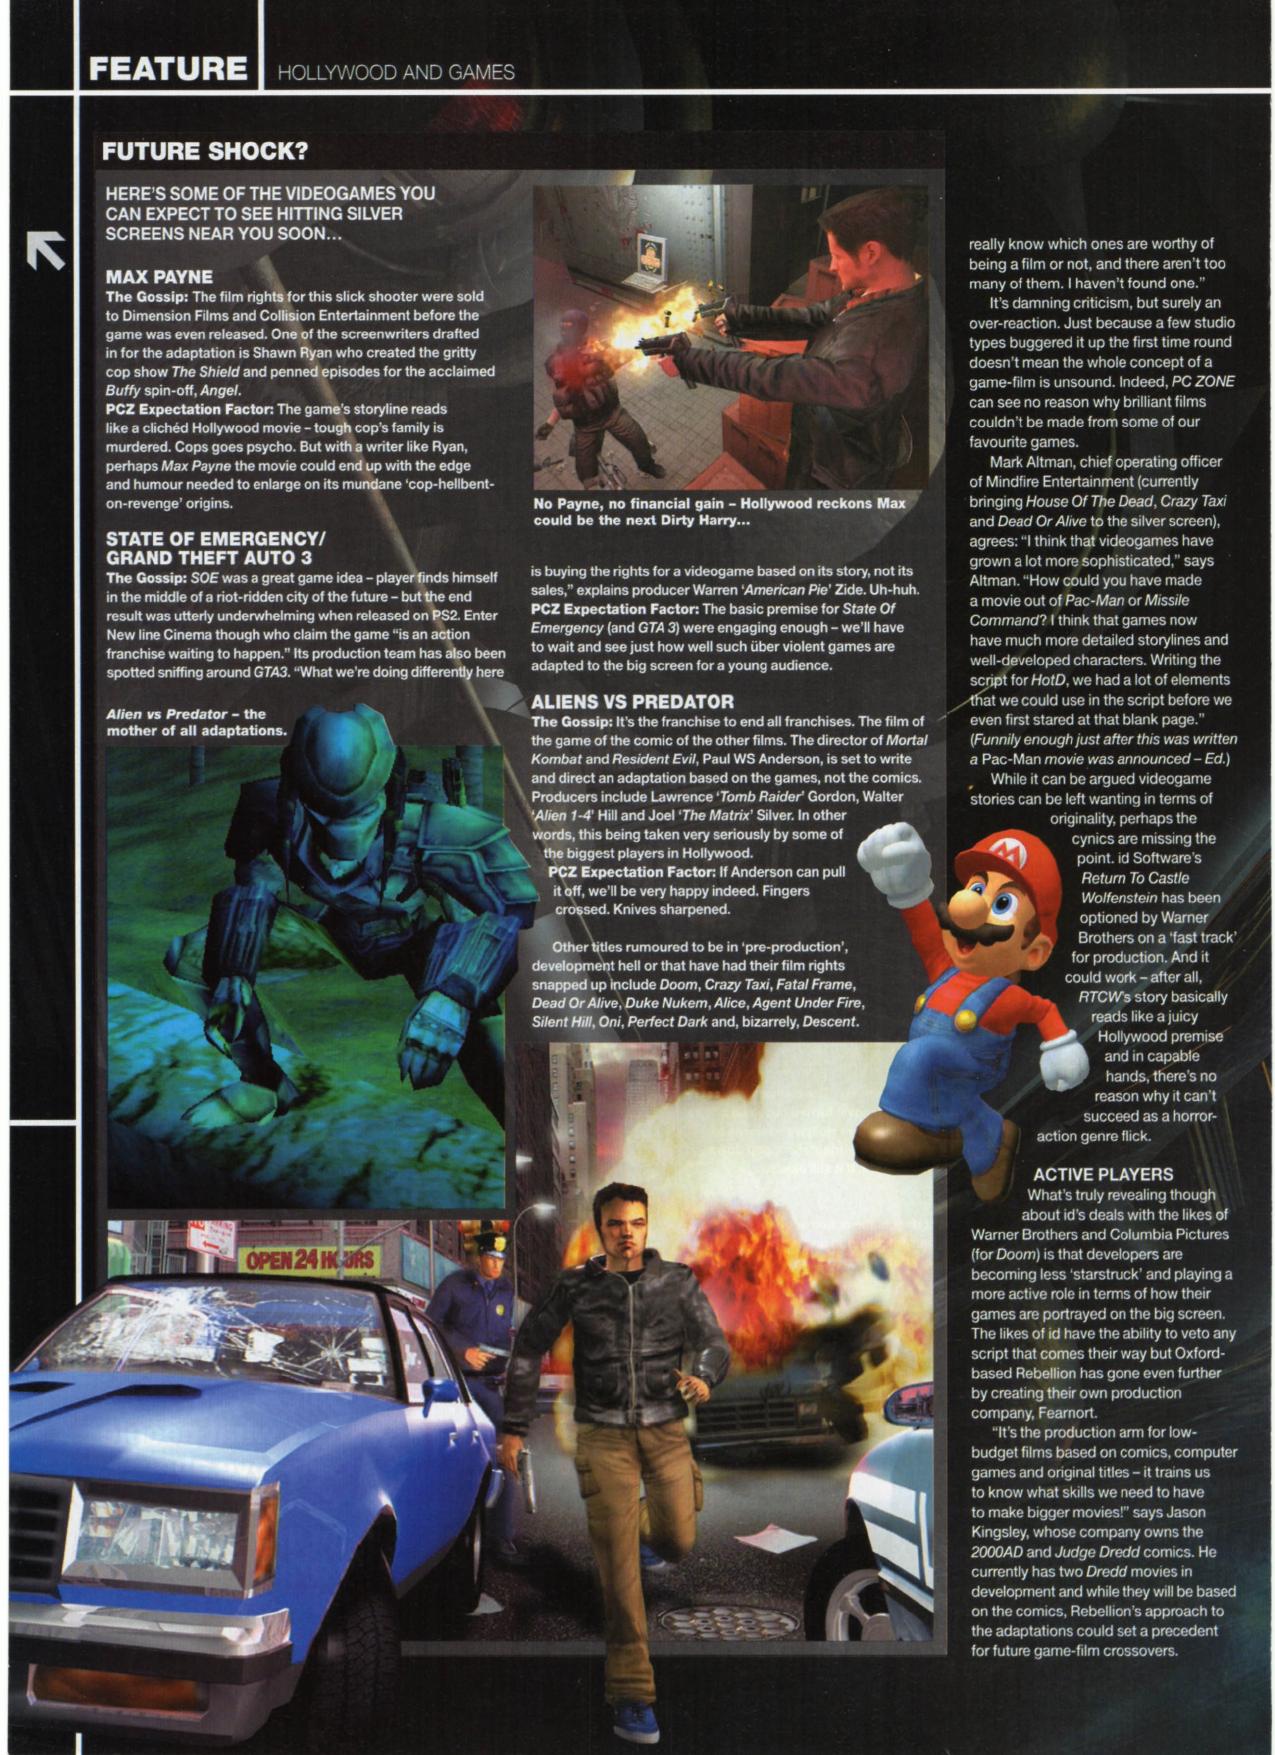 FEATURE
HOLLYWOOD AND GAMES
FUTURE SHOCK?
HERE'S SOME OF THE VIDEOGAMES YOU
CAN EXPECT TO SEE HITTING SILVER
SCREENS NEAR YOU SOON...
MAX PAYNE
The Gossip: The film rights for this slick shooter were sold
to Dimension Films and Collision Entertainment before the
game was even released. One of the screenwriters drafted
in for the adaptation is Shawn Ryan who created the gritty
cop show The Shield and penned episodes for the acclaimed
Buffy spin-off, Angel.
PCZ Expectation Factor: The game's storyline reads
like a clichéd Hollywood movie – tough cop's family is
murdered. Cops goes psycho. But with a writer like Ryan,
perhaps Max Payne the movie could end up with the edge
and humour needed to enlarge on its mundane 'cop-hellbent-
on-revenge' origins.
STATE OF EMERGENCY/
GRAND THEFT AUTO 3
The Gossip: SOE was a great game idea – player finds himself
in the middle of a riot-ridden city of the future – but the end
result was utterly underwhelming when released on PS2. Enter
New line Cinema though who claim the game "is an action
franchise waiting to happen." Its production team has also been
spotted sniffing around GTA3. "What we're doing differently here
Alien vs Predator – the
mother of all adaptations.
No Payne, no financial gain – Hollywood reckons Max
could be the next Dirty Harry...
is buying the rights for a videogame based on its story, not its
sales," explains producer Warren 'American Pie' Zide. Uh-huh.
PCZ Expectation Factor: The basic premise for State Of
Emergency (and GTA 3) were engaging enough – we'll have
to wait and see just how well such über violent games are
adapted to the big screen for a young audience.
ALIENS VS PREDATOR
The Gossip: It's the franchise to end all franchises. The film of
the game of the comic of the other films. The director of Mortal
Kombat and Resident Evil, Paul WS Anderson, is set to write
and direct an adaptation based on the games, not the comics.
Producers include Lawrence 'Tomb Raider' Gordon, Walter
'Alien 1-4' Hill and Joel 'The Matrix' Silver. In other
words, this being taken very seriously by some of
the biggest players in Hollywood.
PCZ Expectation Factor: If Anderson can pull
it off, we'll be very happy indeed. Fingers
crossed. Knives sharpened.
Other titles rumoured to be in 'pre-production',
development hell or that have had their film rights
snapped up include Doom, Crazy Taxi, Fatal Frame,
Dead Or Alive, Duke Nukem, Alice, Agent Under Fire,
Silent Hill, Oni, Perfect Dark and, bizarrely, Descent.
OPEN 24 HOURS
really know which ones are worthy of
being a film or not, and there aren't too
many of them. I haven't found one."
It's damning criticism, but surely an
over-reaction. Just because a few studio
types buggered it up the first time round
doesn't mean the whole concept of a
game-film is unsound. Indeed, PC ZONE
can see no reason why brilliant films
couldn't be made from some of our
favourite games.
Mark Altman, chief operating officer
of Mindfire Entertainment (currently
bringing House Of The Dead, Crazy Taxi
and Dead Or Alive to the silver screen),
agrees: "I think that videogames have
grown a lot more sophisticated," says
Altman. "How could you have made
a movie out of Pac-Man or Missile
Command? I think that games now
have much more detailed storylines and
well-developed characters. Writing the
script for HotD, we had a lot of elements
that we could use in the script before we
even first stared at that blank page."
(Funnily enough just after this was written
a Pac-Man movie was announced – Ed.)
While it can be argued videogame
stories can be left wanting in terms of
originality, perhaps the
cynics are missing the
point. id Software's
Return To Castle
Wolfenstein has been
optioned by Warner
Brothers on a 'fast track'
for production. And it
could work – after all,
RTCW's story basically
reads like a juicy
Hollywood premise
and in capable
hands, there's no
reason why it can't
succeed as a horror-
action genre flick.
ACTIVE PLAYERS
What's truly revealing though
about id's deals with the likes of
Warner Brothers and Columbia Pictures
(for Doom) is that developers are
becoming less 'starstruck' and playing a
more active role in terms of how their
games are portrayed on the big screen.
The likes of id have the ability to veto any
script that comes their way but Oxford-
based Rebellion has gone even further
by creating their own production
company, Fearnort.
"It's the production arm for low-
budget films based on comics, computer
games and original titles – it trains us
to know what skills we need to have
to make bigger movies!" says Jason
Kingsley, whose company owns the
2000AD and Judge Dredd comics. He
currently has two Dredd movies in
development and while they will be based
on the comics, Rebellion's approach to
the adaptations could set a precedent
for future game-film crossovers.